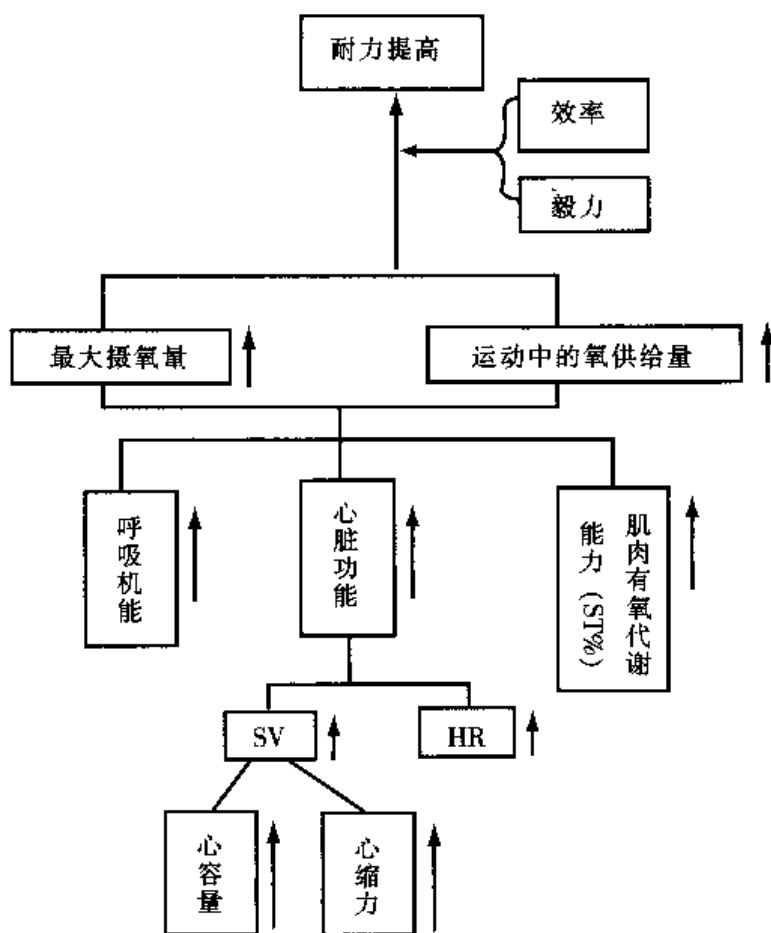 耐力提高
效率
毅力
最大摄氧量
运动中的氧供给量
呼吸机能
心脏功能
肌肉有氧代谢
能力（ST%）
SV
HR
心容量
心缩力